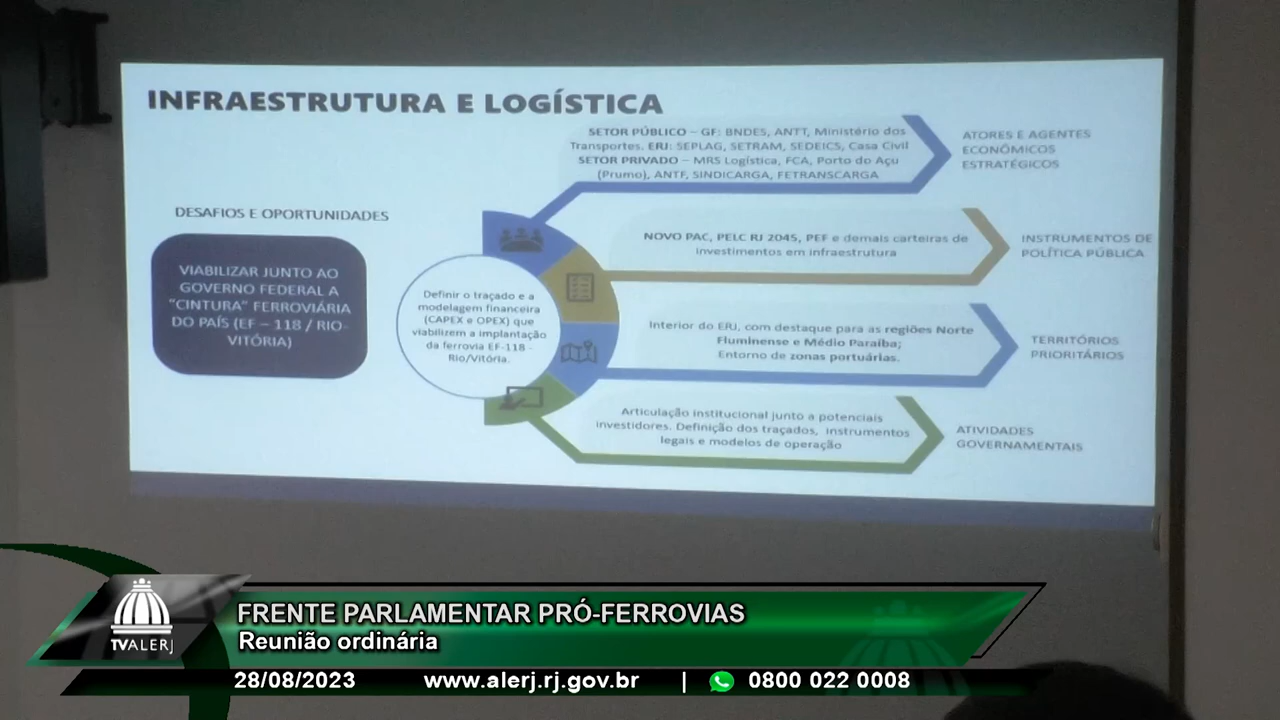 INFRAESTRUTURA E LOGÍSTICA
SETOR PÚBLICO – GF: BNDES, ANTT, Ministério dos
Transportes. ERJ: SEPLAG, SETRAM, SEDEICS, Casa Civil
SETOR PRIVADO – MRS Logística, FCA, Porto do Açu
(Prumo), ANTF, SINDICARGA, FETRANSCARGA
ATORES E AGENTES
ECONÔMICOS
ESTRATÉGICOS
DESAFIOS E OPORTUNIDADES
VIABILIZAR JUNTO AO
GOVERNO FEDERAL A
"CINTURA" FERROVIÁRIA
DO PAÍS (EF – 118 / RIO-
VITÓRIA)
Definir o traçado e a
modelagem financeira
(CAPEX e OPEX) que
viabilizem a implantação
da ferrovia EF-118 -
Rio/Vitória.
NOVO PAC, PELC RJ 2045, PEF e demais carteiras de
investimentos em infraestrutura
INSTRUMENTOS DE
POLÍTICA PÚBLICA
Interior do ERJ, com destaque para as regiões Norte
Fluminense e Médio Paraíba;
Entorno de zonas portuárias.
TERRITÓRIOS
PRIORITÁRIOS
Articulação institucional junto a potenciais
investidores. Definição dos traçados, instrumentos
legais e modelos de operação
ATIVIDADES
GOVERNAMENTAIS
TVALERJ
FRENTE PARLAMENTAR PRÓ-FERROVIAS
Reunião ordinária
28/08/2023 www.alerj.rj.gov.br | 0800 022 0008